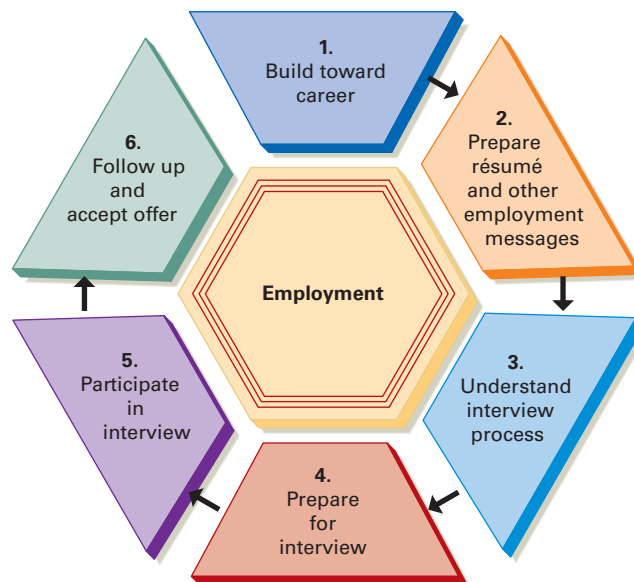 1.
Build toward
career
2.
Prepare
résumé
and other
employment
messages
3.
Understand
interview
process
4.
Prepare
for
interview
5.
Participate
in
interview
6.
Follow up
and
accept offer
Employment